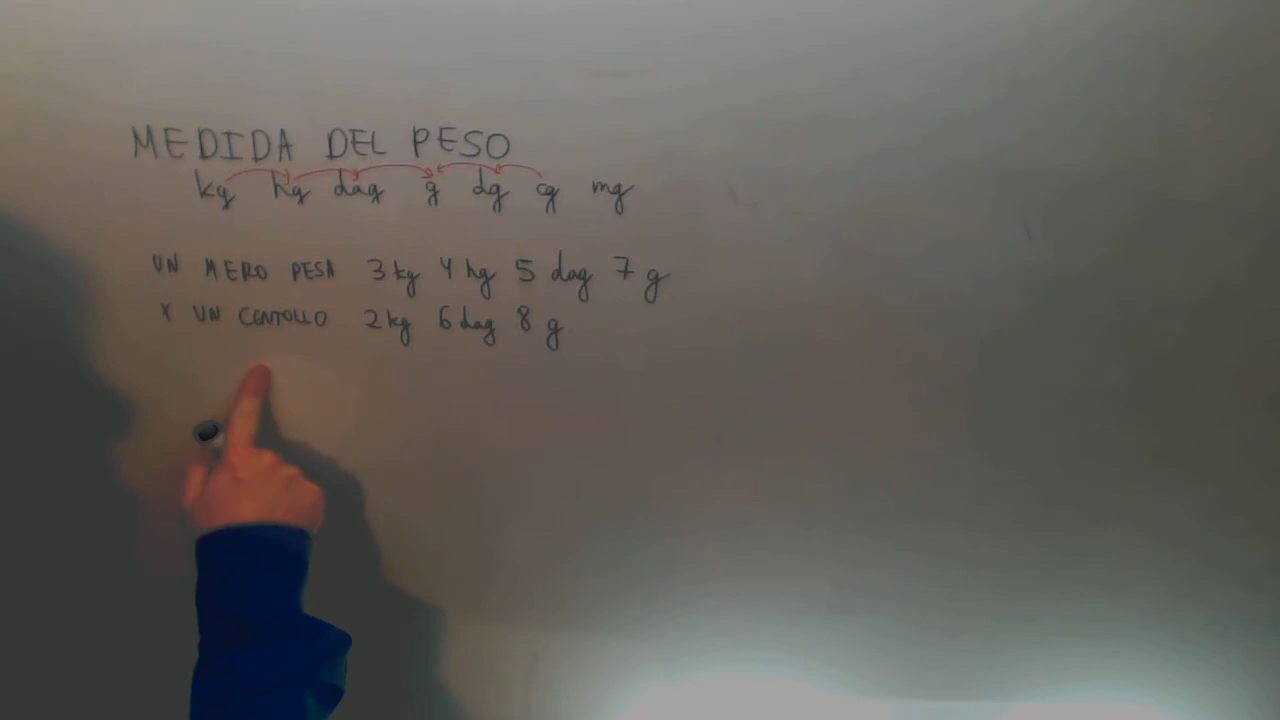 MEDIDA DEL PESO
kg hg dag g dg cg mg
UN MERO PESA 3 kg 4 hg 5 dag 7 g
Y UN CENTOLLO 2 kg 6 dag 8 g